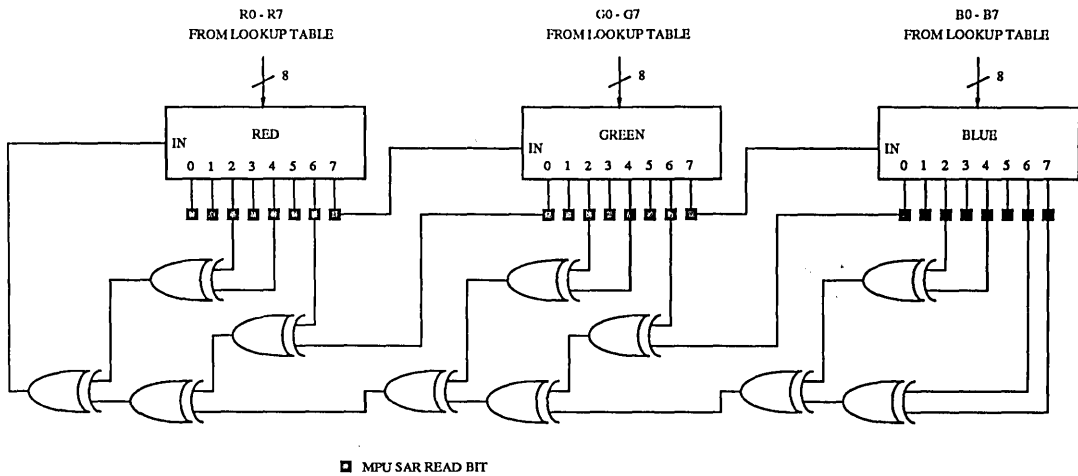 R0 - R7
FROM LOOKUP TABLE
8
G0 - G7
FROM LOOKUP TABLE
8
B0 - B7
FROM LOOKUP TABLE
8
RED
IN
0 1 2 3 4 5 6 7
GREEN
IN
0 1 2 3 4 5 6 7
BLUE
IN
0 1 2 3 4 5 6 7
MPU SAR READ BIT